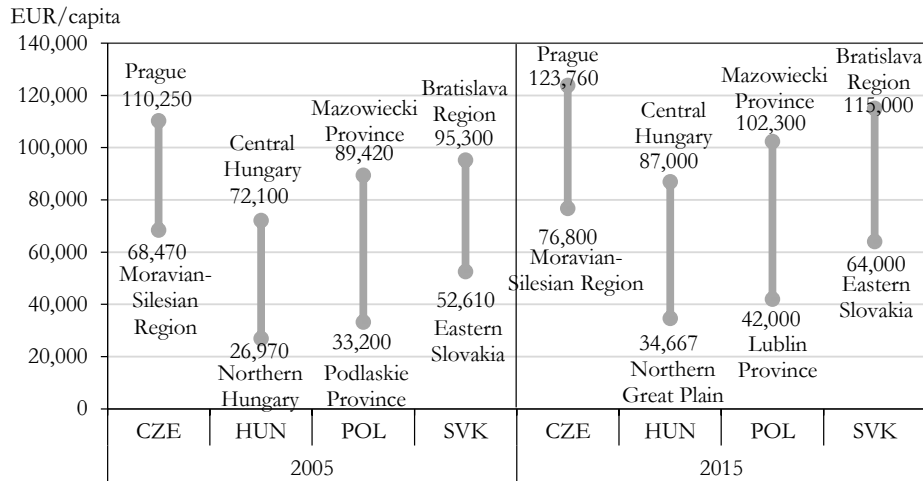 EUR/capita
140,000
120,000
100,000
80,000
60,000
40,000
20,000
0
Prague
110,250
68,470
Moravian-
Silesian
Region
Central
Hungary
72,100
26,970
Northern
Hungary
Mazowiecki
Province
89,420
33,200
Podlaskie
Province
Bratislava
Region
95,300
52,610
Eastern
Slovakia
Prague
123,760
76,800
Moravian-
Silesian Region
Central
Hungary
87,000
34,667
Northern
Great Plain
Mazowiecki
Province
102,300
42,000
Lublin
Province
Bratislava
Region
115,000
64,000
Eastern
Slovakia
CZE HUN POL SVK CZE HUN POL SVK
2005 2015